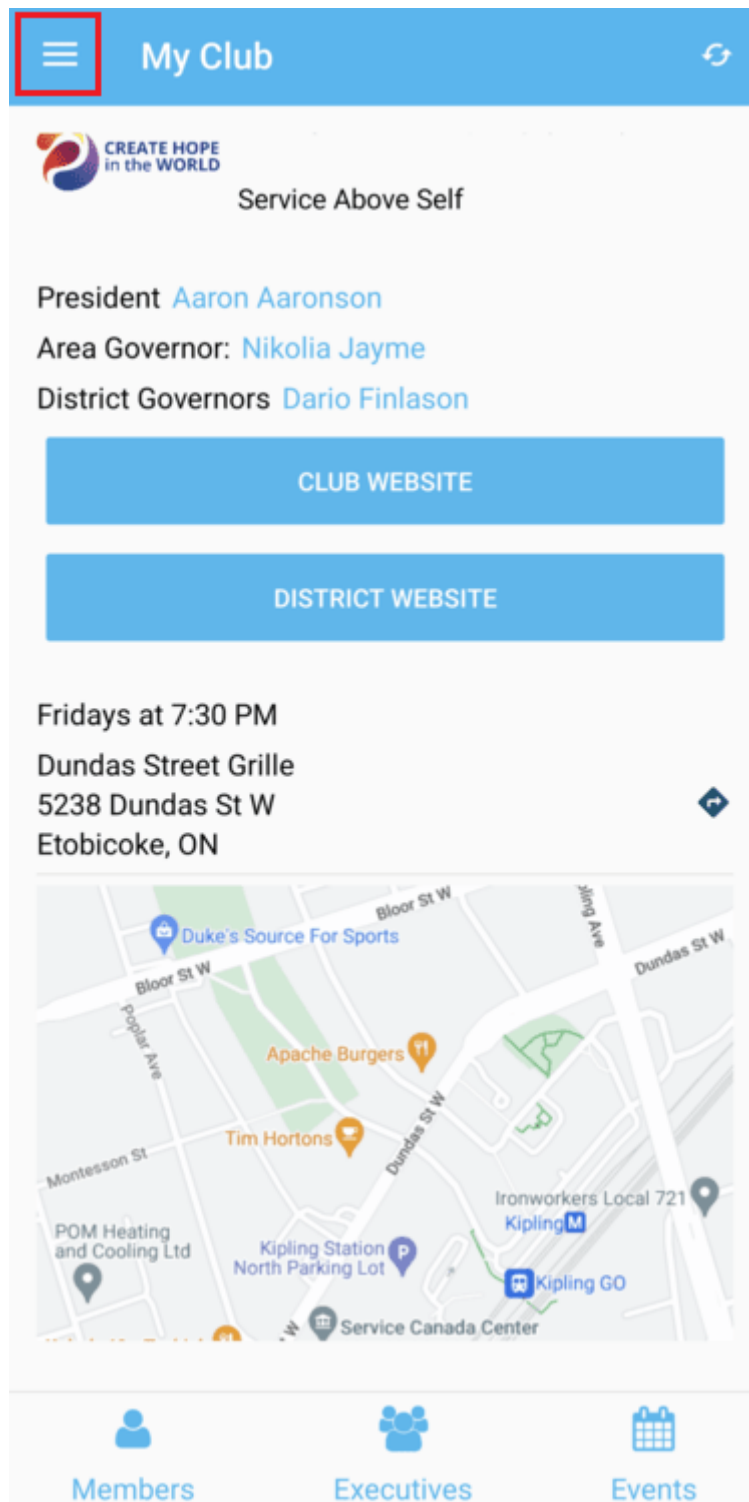 My Club
CREATE HOPE
in the WORLD
Service Above Self
President Aaron Aaronson
Area Governor: Nikolia Jayme
District Governors Dario Finlason
CLUB WEBSITE
DISTRICT WEBSITE
Fridays at 7:30 PM
Dundas Street Grille
5238 Dundas St W
Etobicoke, ON
Bloor St W
Duke's Source For Sports
Dundas St W
Bloor St W
Poplar Ave
Apache Burgers
Tim Hortons
Dundas St W
Montesson St
Ironworkers Local 721
Kipling M
POM Heating
and Cooling Ltd
Kipling Station
North Parking Lot
P
Kipling GO
Service Canada Center
Members
Executives
Events